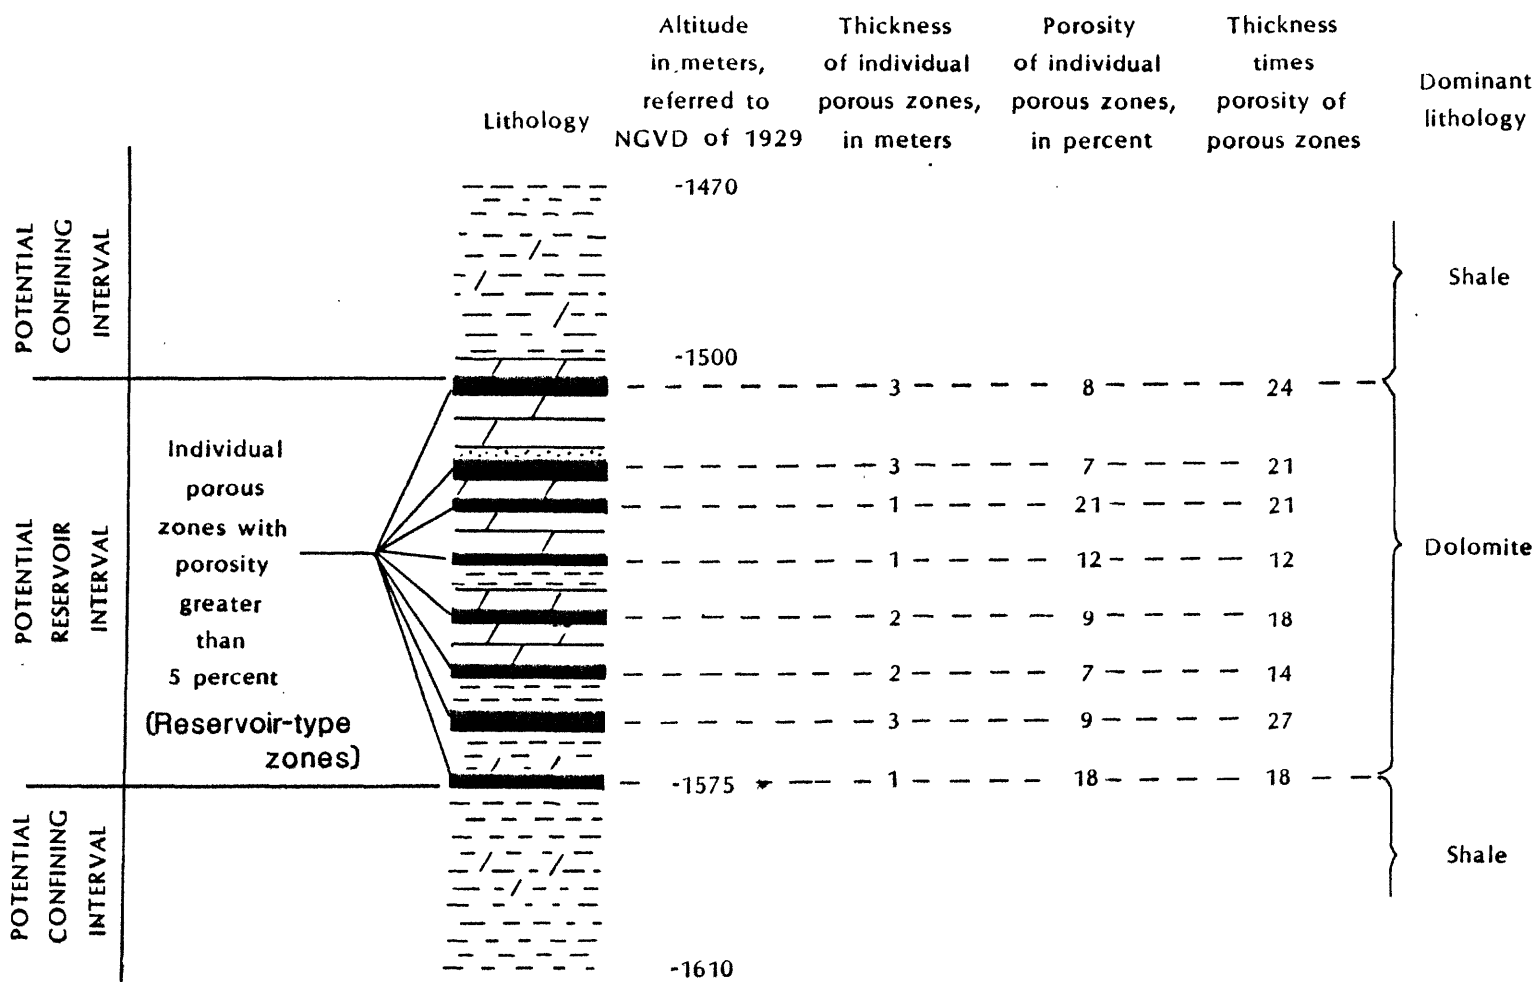 Altitude
in meters,
referred to
NGVD of 1929
Thickness
of individual
porous zones,
in meters
Porosity
of individual
porous zones,
in percent
Thickness
times
porosity of
porous zones
Dominant
lithology
Lithology
POTENTIAL
CONFINING
INTERVAL
-1470
Shale
-1500
3 8 24
POTENTIAL
RESERVOIR
INTERVAL
Individual
porous
zones with
porosity
greater
than
5 percent
(Reservoir-type
zones)
3 7 21
1 21 21
1 12 12
Dolomite
2 9 18
2 7 14
3 9 27
-1575 1 18 18
POTENTIAL
CONFINING
INTERVAL
Shale
-1610